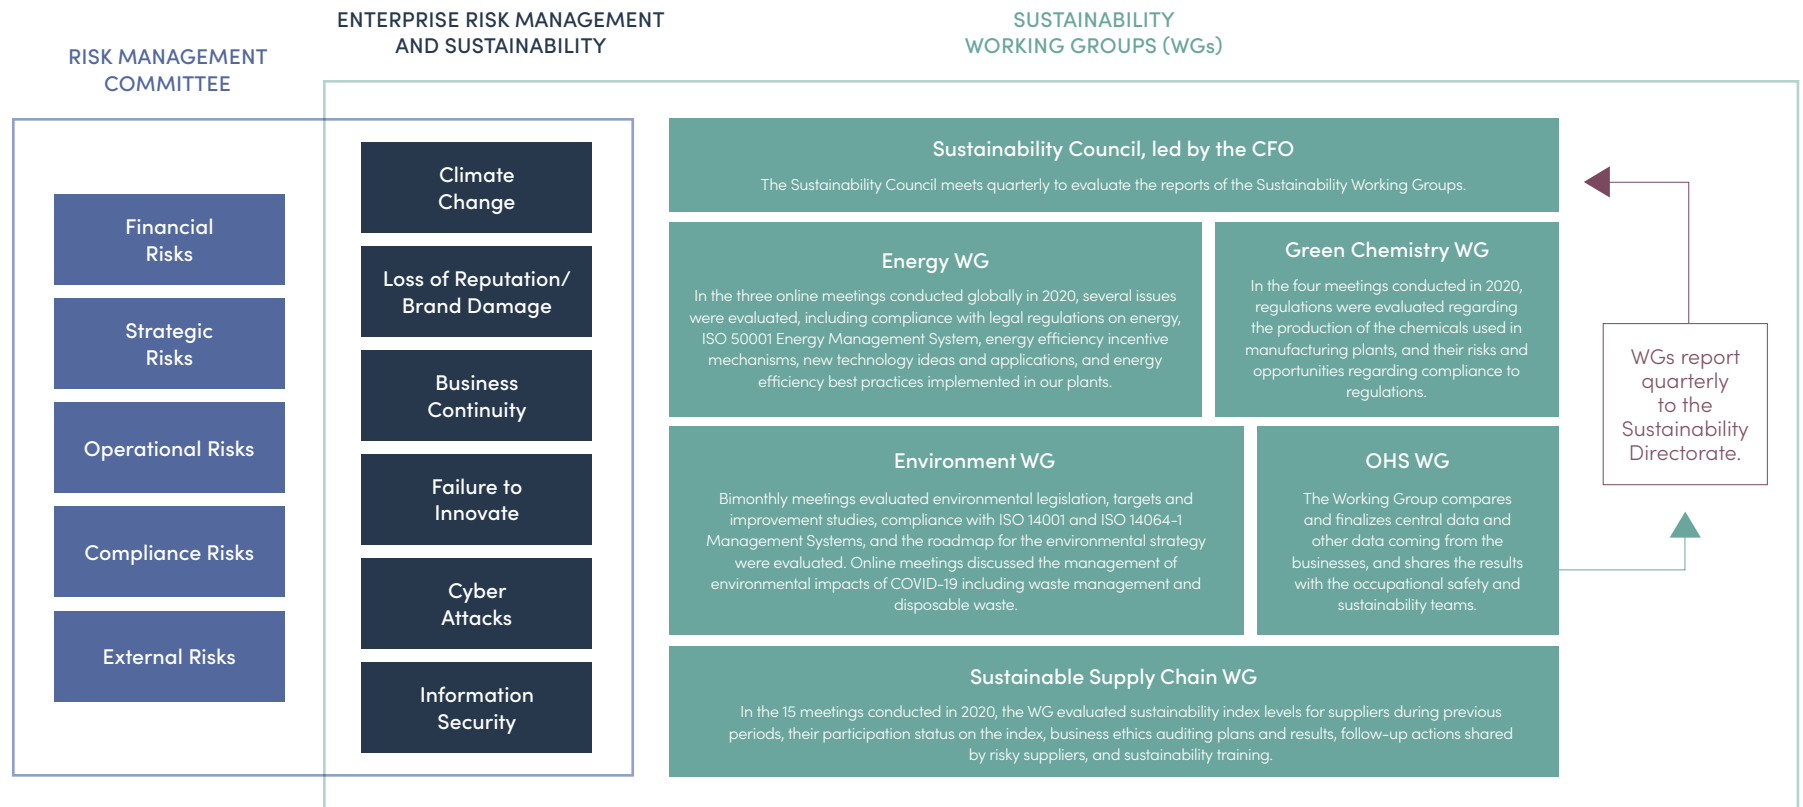 RISK MANAGEMENT
COMMITTEE
ENTERPRISE RISK MANAGEMENT
AND SUSTAINABILITY
SUSTAINABILITY
WORKING GROUPS (WGs)
Financial
Risks
Strategic
Risks
Operational Risks
Compliance Risks
External Risks
Climate
Change
Loss of Reputation/
Brand Damage
Business
Continuity
Failure to
Innovate
Cyber
Attacks
Information
Security
Sustainability Council, led by the CFO
The Sustainability Council meets quarterly to evaluate the reports of the Sustainability Working Groups.
Energy WG
In the three online meetings conducted globally in 2020, several issues
were evaluated, including compliance with legal regulations on energy,
ISO 50001 Energy Management System, energy efficiency incentive
mechanisms, new technology ideas and applications, and energy
efficiency best practices implemented in our plants.
Green Chemistry WG
In the four meetings conducted in 2020,
regulations were evaluated regarding
the production of the chemicals used in
manufacturing plants, and their risks and
opportunities regarding compliance to
regulations.
Environment WG
Bimonthly meetings evaluated environmental legislation, targets and
improvement studies, compliance with ISO 14001 and ISO 14064-1
Management Systems, and the roadmap for the environmental strategy
were evaluated. Online meetings discussed the management of
environmental impacts of COVID-19 including waste management and
disposable waste.
OHS WG
The Working Group compares
and finalizes central data and
other data coming from the
businesses, and shares the results
with the occupational safety and
sustainability teams.
Sustainable Supply Chain WG
In the 15 meetings conducted in 2020, the WG evaluated sustainability index levels for suppliers during previous
periods, their participation status on the index, business ethics auditing plans and results, follow-up actions shared
by risky suppliers, and sustainability training.
WGs report
quarterly
to the
Sustainability
Directorate.